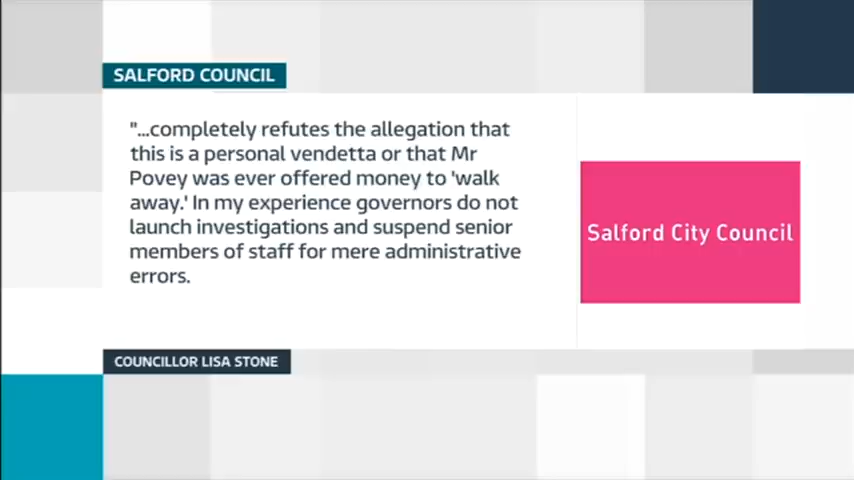 SALFORD COUNCIL
"...completely refutes the allegation that
this is a personal vendetta or that Mr
Povey was ever offered money to 'walk
away.' In my experience governors do not
launch investigations and suspend senior
members of staff for mere administrative
errors.
Salford City Council
COUNCILLOR LISA STONE